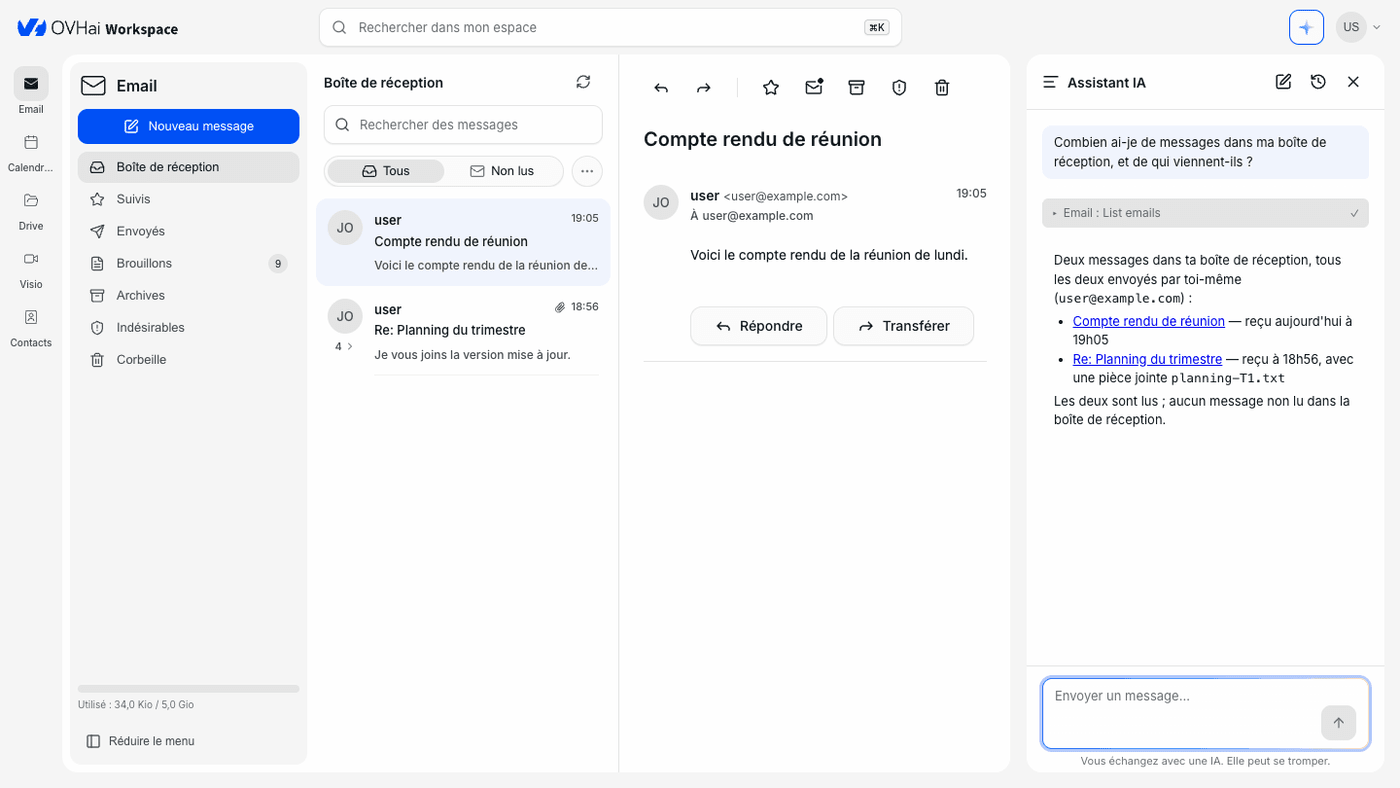 OVHai Workspace
Rechercher dans mon espace
⌘K
US
Email
Calendr...
Drive
Visio
Contacts
Email
Nouveau message
Boîte de réception
Suivis
Envoyés
Brouillons
9
Archives
Indésirables
Corbeille
Utilisé : 34,0 Kio / 5,0 Gio
Réduire le menu
Boîte de réception
Rechercher des messages
Tous
Non lus
JO
user
19:05
Compte rendu de réunion
Voici le compte rendu de la réunion de...
JO
user
18:56
4
Re: Planning du trimestre
Je vous joins la version mise à jour.
Compte rendu de réunion
JO
user <user@example.com>
19:05
À user@example.com
Voici le compte rendu de la réunion de lundi.
Répondre
Transférer
Assistant IA
Combien ai-je de messages dans ma boîte de
réception, et de qui viennent-ils ?
Email : List emails
Deux messages dans ta boîte de réception, tous
les deux envoyés par toi-même
(user@example.com) :
• Compte rendu de réunion — reçu aujourd'hui à
19h05
• Re: Planning du trimestre — reçu à 18h56, avec
une pièce jointe planning-T1.txt
Les deux sont lus ; aucun message non lu dans la
boîte de réception.
Envoyer un message...
Vous échangez avec une IA. Elle peut se tromper.